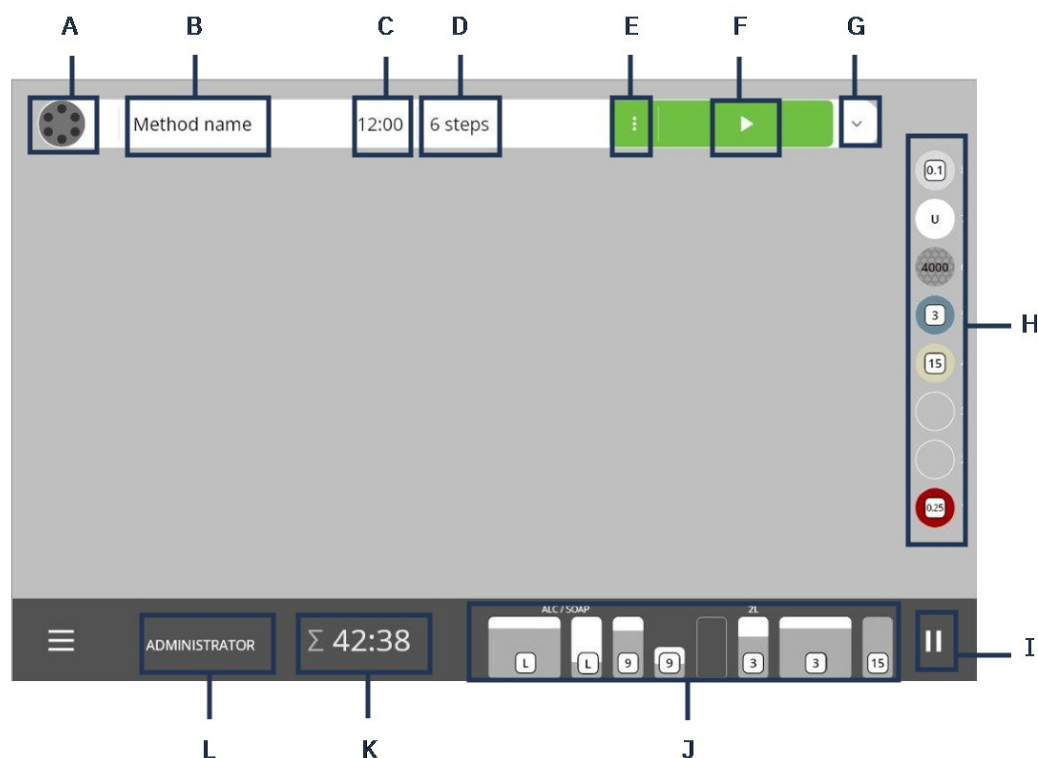 A B C D E F G
Method name 12:00 6 steps
0.1
U
4000
3
15
0.25
H
ALC / SOAP 2L
ADMINISTRATOR Σ 42:38 L L 9 9 3 3 15
I
L K J